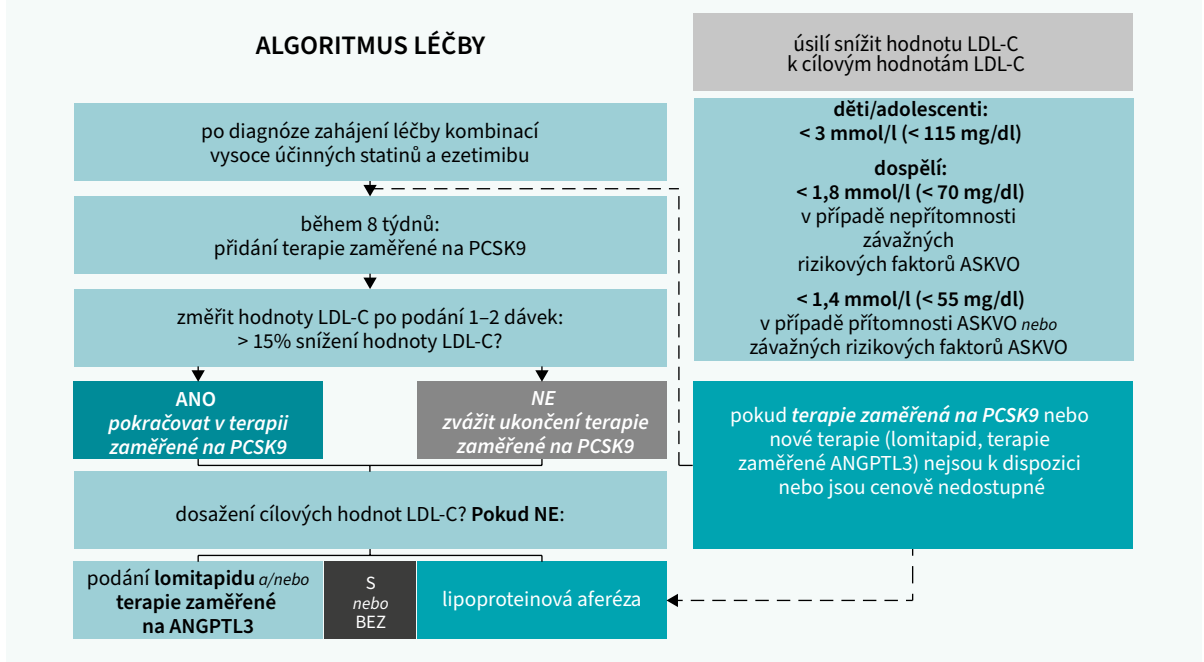 ALGORITMUS LÉČBY
po diagnóze zahájení léčby kombinací
vysoce účinných statinů a ezetimibu
během 8 týdnů:
přidání terapie zaměřené na PCSK9
změřit hodnoty LDL-C po podání 1–2 dávek:
> 15% snížení hodnoty LDL-C?
ANO
pokračovat v terapii
zaměřené na PCSK9
NE
zvážit ukončení terapie
zaměřené na PCSK9
dosažení cílových hodnot LDL-C? Pokud NE:
podání lomitapidu a/nebo
terapie zaměřené
na ANGPTL3
S
nebo
BEZ
lipoproteinová aferéza
úsilí snížit hodnotu LDL-C
k cílovým hodnotám LDL-C
děti/adolescenti:
< 3 mmol/l (< 115 mg/dl)
dospělí:
< 1,8 mmol/l (< 70 mg/dl)
v případě nepřítomnosti
závažných
rizikových faktorů ASKVO
< 1,4 mmol/l (< 55 mg/dl)
v případě přítomnosti ASKVO nebo
závažných rizikových faktorů ASKVO
pokud terapie zaměřená na PCSK9 nebo
nové terapie (lomitapid, terapie
zaměřené ANGPTL3) nejsou k dispozici
nebo jsou cenově nedostupné